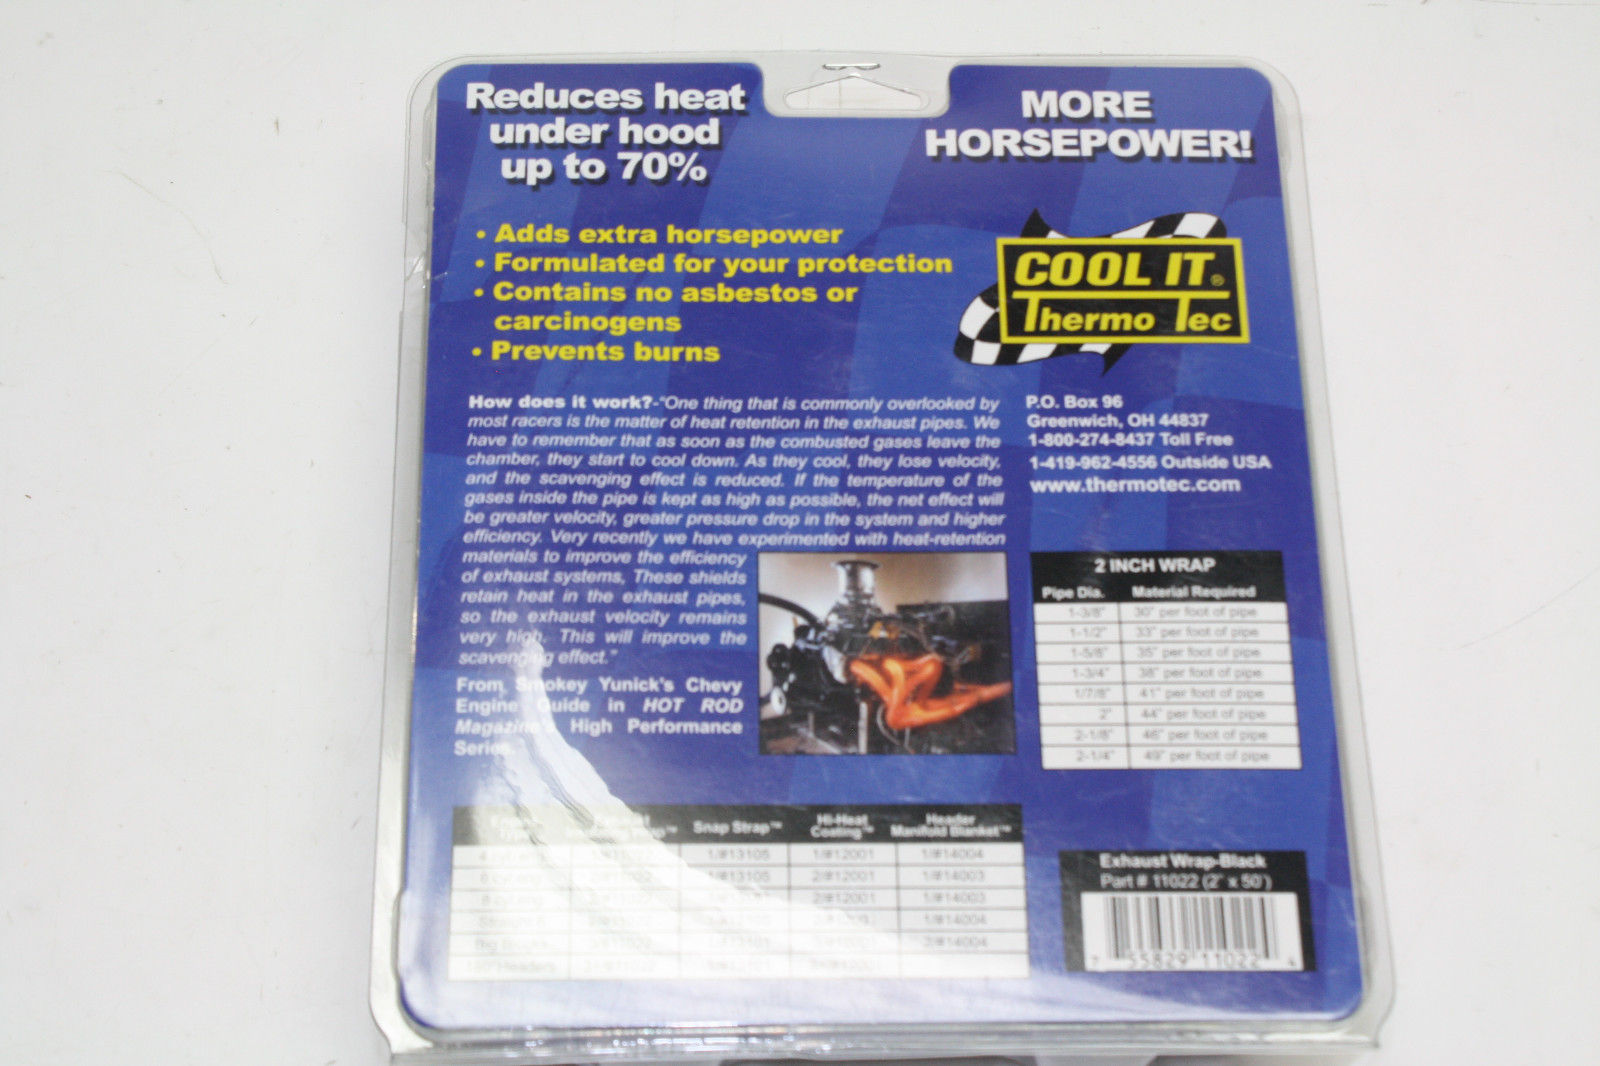 Reduces heat
under hood
up to 70%
MORE
HORSEPOWER!
• Adds extra horsepower
• Formulated for your protection
• Contains no asbestos or
carcinogens
• Prevents burns
COOL IT®
Thermo Tec
How does it work?-"One thing that is commonly overlooked by
most racers is the matter of heat retention in the exhaust pipes. We
have to remember that as soon as the combusted gases leave the
chamber, they start to cool down. As they cool, they lose velocity,
and the scavenging effect is reduced. If the temperature of the
gases inside the pipe is kept as high as possible, the net effect will
be greater velocity, greater pressure drop in the system and higher
efficiency. Very recently we have experimented with heat-retention
materials to improve the efficiency
of exhaust systems, These shields
retain heat in the exhaust pipes,
so the exhaust velocity remains
very high. This will improve the
scavenging effect."
From Smokey Yunick's Chevy
Engine Guide in HOT ROD
Magazine's High Performance
Series.
P.O. Box 96
Greenwich, OH 44837
1-800-274-8437 Toll Free
1-419-962-4556 Outside USA
www.thermotec.com
2 INCH WRAP
Pipe Dia. Material Required
1-3/8" 30" per foot of pipe
1-1/2" 33" per foot of pipe
1-5/8" 35" per foot of pipe
1-3/4" 38" per foot of pipe
1/7/8" 41" per foot of pipe
2" 44" per foot of pipe
2-1/8" 46" per foot of pipe
2-1/4" 49" per foot of pipe
Snap Strap™ Hi-Heat Coating™ Header Manifold Blanket™
1/#13105 1/#12001 1/#14004
1/#13105 2/#12001 1/#14003
2/#12001 1/#14003
1/#14004
2/#14004
Headers
Exhaust Wrap-Black
Part # 11022 (2" x 50')
7 55829 11022 4